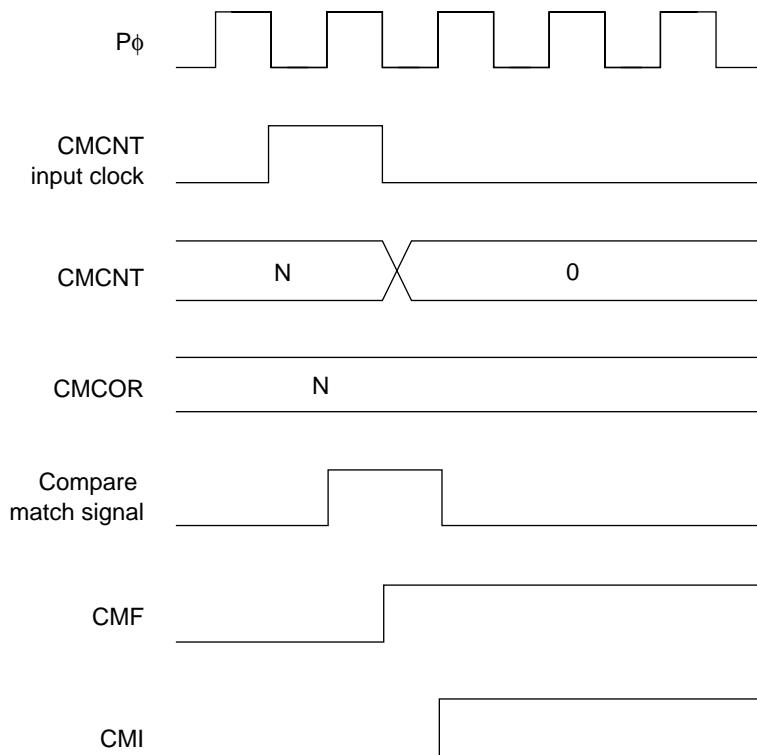 Pϕ
CMCNT
input clock
CMCNT
N
0
CMCOR
N
Compare
match signal
CMF
CMI